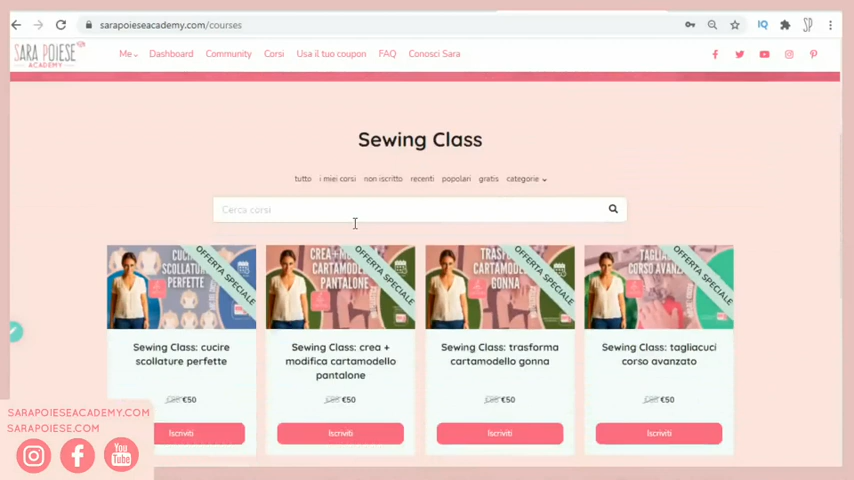 sarapoieseacademy.com/courses
SARA POIESE
ACADEMY
Me Dashboard Community Corsi Usa il tuo coupon FAQ Conosci Sara
Sewing Class
tutto i miei corsi non iscritto recenti popolari gratis categorie
Cerca corsi
OFFERTA SPECIALE OFFERTA SPECIALE OFFERTA SPECIALE OFFERTA SPECIALE
Sewing Class: cucire
scollature perfette
€50
Iscriviti
Sewing Class: crea +
modifica cartamodello
pantalone
€50
Iscriviti
Sewing Class: trasforma
cartamodello gonna
€50
Iscriviti
Sewing Class: tagliacuci
corso avanzato
€50
Iscriviti
SARAPOIESEACADEMY.COM
SARAPOIESE.COM
You
Tube